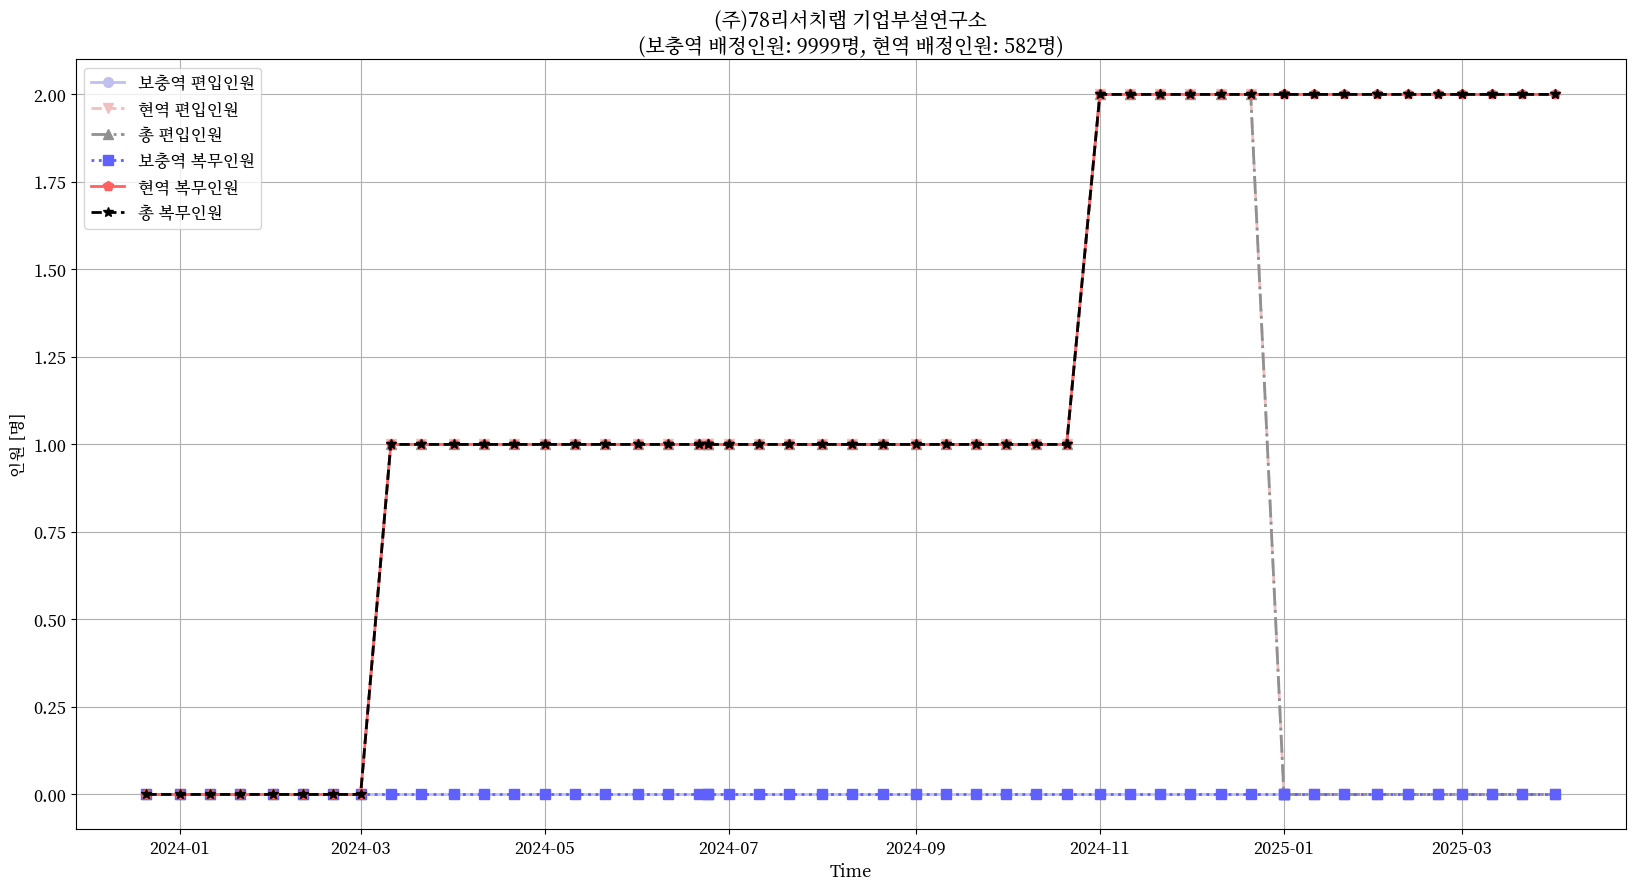 (주)78리서치랩 기업부설연구소
(보충역 배정인원: 9999명, 현역 배정인원: 582명)
보충역 편입인원
현역 편입인원
총 편입인원
보충역 복무인원
현역 복무인원
총 복무인원
2.00
1.75
1.50
1.25
1.00
0.75
0.50
0.25
0.00
인원 [명]
2024-01 2024-03 2024-05 2024-07 2024-09 2024-11 2025-01 2025-03
Time